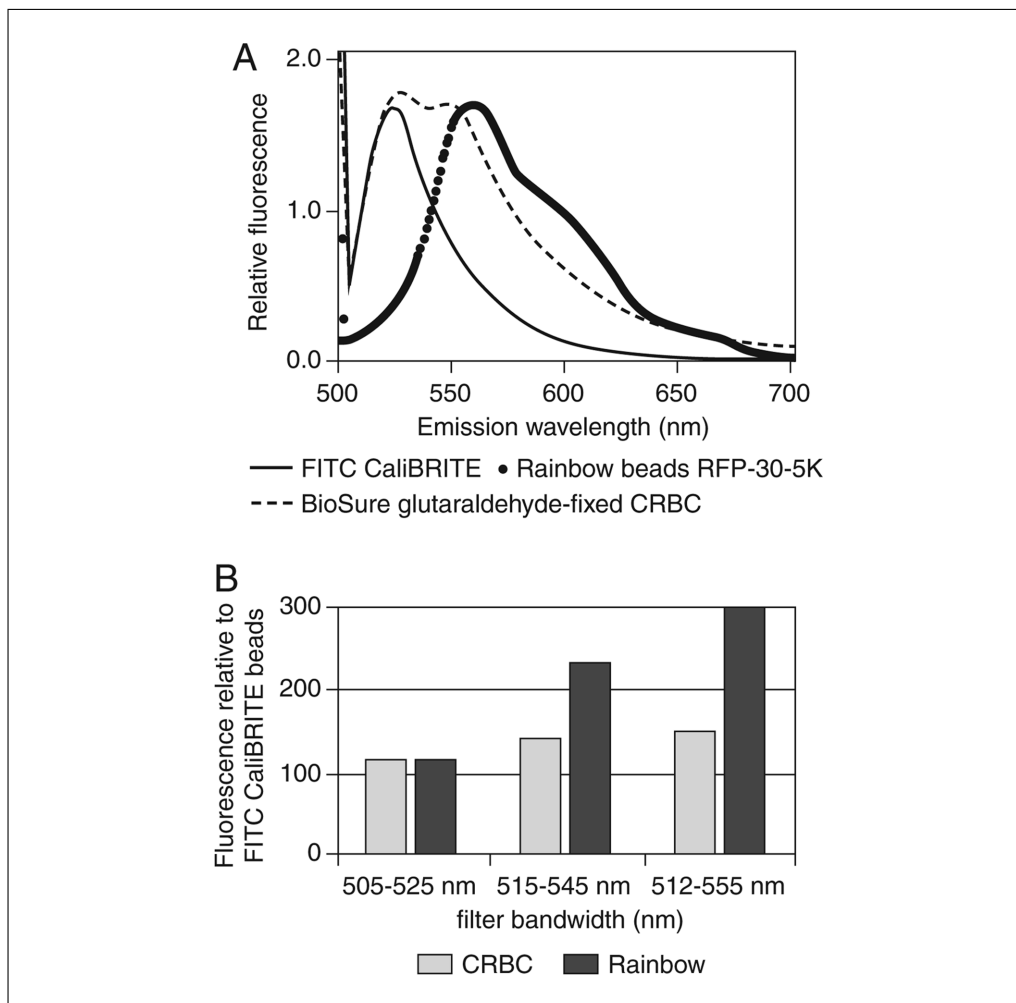 A
Relative fluorescence
2.0
1.0
0.0
500 550 600 650 700
Emission wavelength (nm)
FITC CaliBRITE Rainbow beads RFP-30-5K
BioSure glutaraldehyde-fixed CRBC
B
Fluorescence relative to
FITC CaliBRITE beads
300
200
100
0
505-525 nm 515-545 nm 512-555 nm
filter bandwidth (nm)
CRBC Rainbow